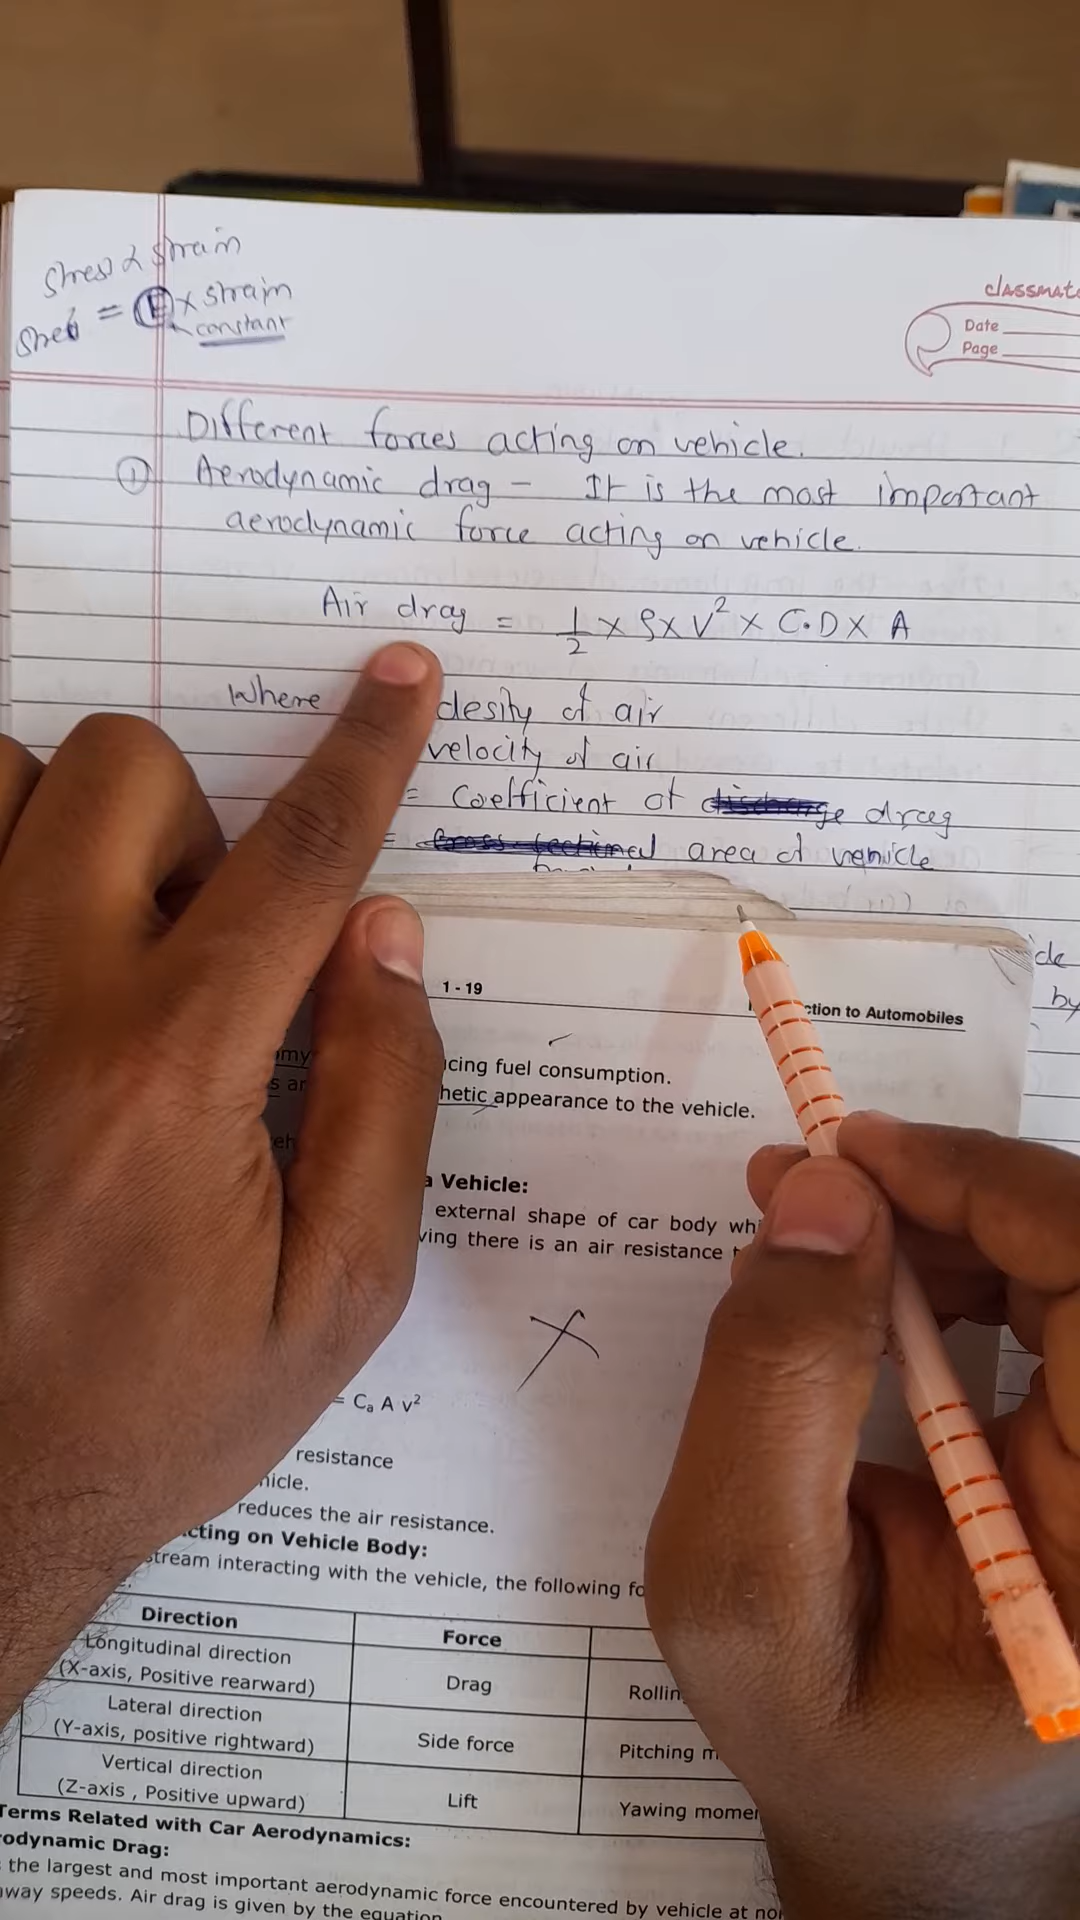 Stress ∝ strain
Stress = E × strain
constant
classmate
Date
Page
Different forces acting on vehicle.
① Aerodynamic drag - It is the most important
aerodynamic force acting on vehicle.
Air drag = 1/2 × ρ × V² × C.D × A
Where desity of air
velocity of air
= Coefficient of drag
= area of vehicle
1 - 19
ction to Automobiles
cing fuel consumption.
hetic appearance to the vehicle.
a Vehicle:
external shape of car body whi
ving there is an air resistance t
= Cₐ A v²
resistance
hicle.
reduces the air resistance.
cting on Vehicle Body:
stream interacting with the vehicle, the following fo
Direction Force
Longitudinal direction
(X-axis, Positive rearward) Drag Rollin
Lateral direction
(Y-axis, positive rightward) Side force Pitching m
Vertical direction
(Z-axis , Positive upward) Lift Yawing mome
Terms Related with Car Aerodynamics:
rodynamic Drag:
the largest and most important aerodynamic force encountered by vehicle at nor
way speeds. Air drag is given by the equation